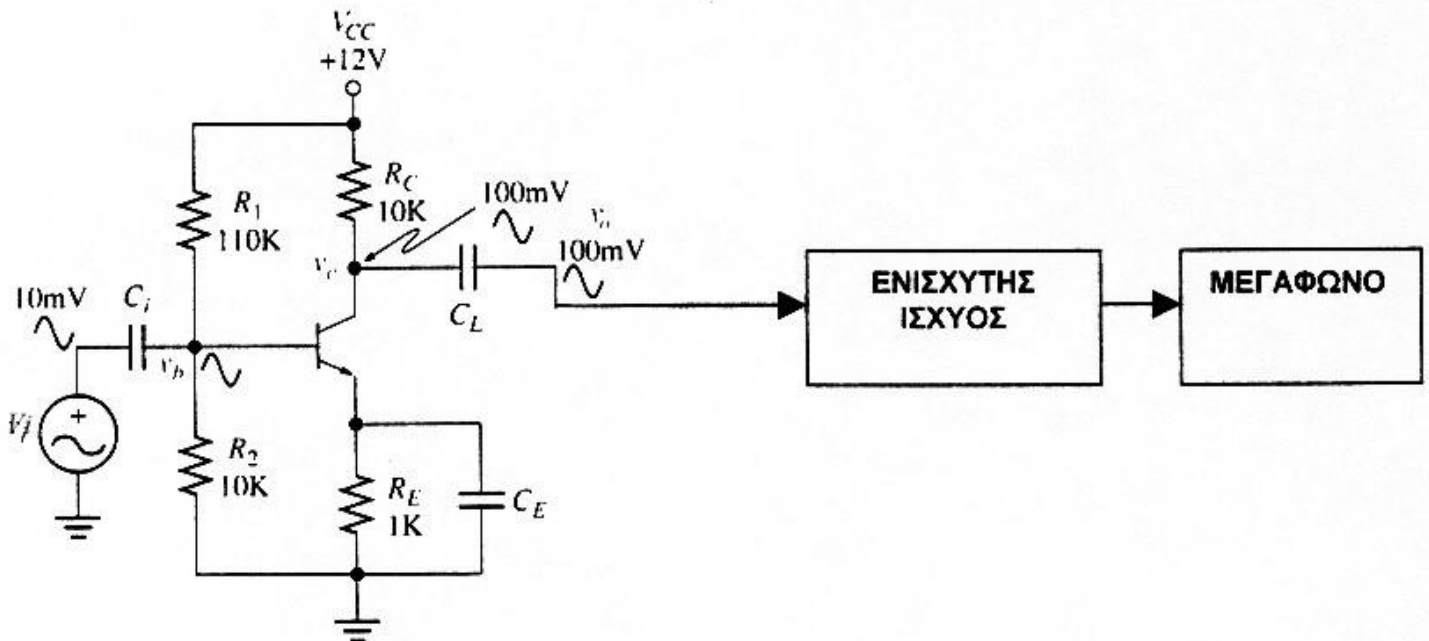 V_CC
+12V
R_1
110K
R_C
10K
100mV
v_o
100mV
v_c
C_L
10mV
C_i
v_b
R_2
10K
R_E
1K
C_E
ΕΝΙΣΧΥΤΗΣ
ΙΣΧΥΟΣ
ΜΕΓΑΦΩΝΟ
+